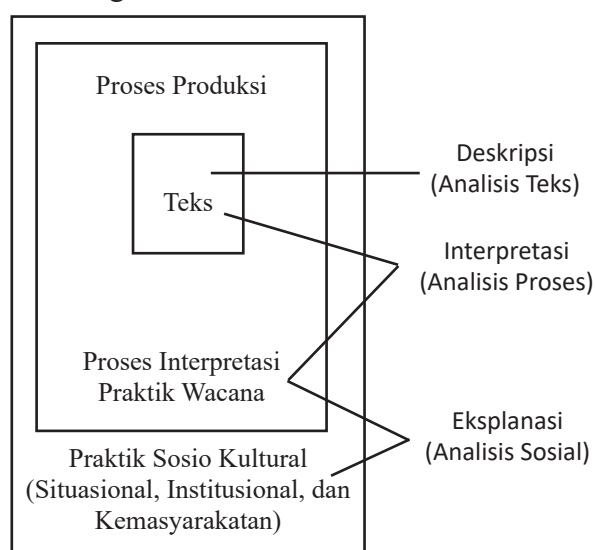 Proses Produksi
Teks
Deskripsi
(Analisis Teks)
Interpretasi
(Analisis Proses)
Proses Interpretasi
Praktik Wacana
Eksplanasi
(Analisis Sosial)
Praktik Sosio Kultural
(Situasional, Institusional, dan
Kemasyarakatan)